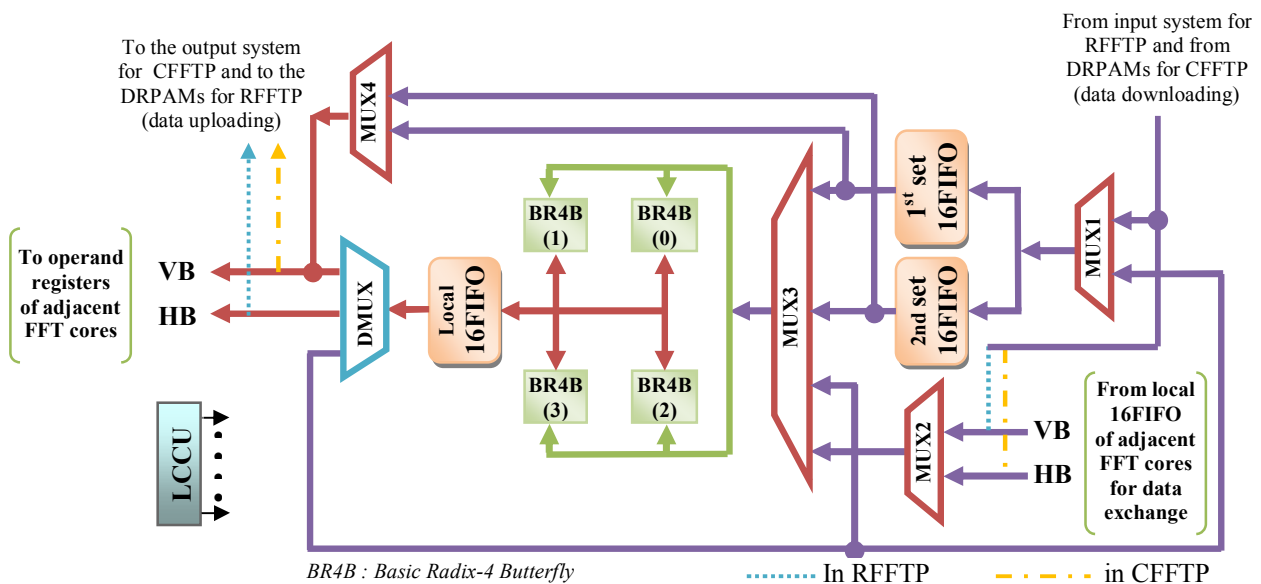 To the output system
for CFFTP and to the
DRPAMs for RFFTP
(data uploading)
From input system for
RFFTP and from
DRPAMs for CFFTP
(data downloading)
MUX4
1st set
16FIFO
MUX1
BR4B
(1)
BR4B
(0)
To operand
registers
of adjacent
FFT cores
VB
HB
DMUX
Local
16FIFO
MUX3
2nd set
16FIFO
BR4B
(3)
BR4B
(2)
MUX2
VB
HB
From local
16FIFO
of adjacent
FFT cores
for data
exchange
LCCU
BR4B : Basic Radix-4 Butterfly
In RFFTP
in CFFTP